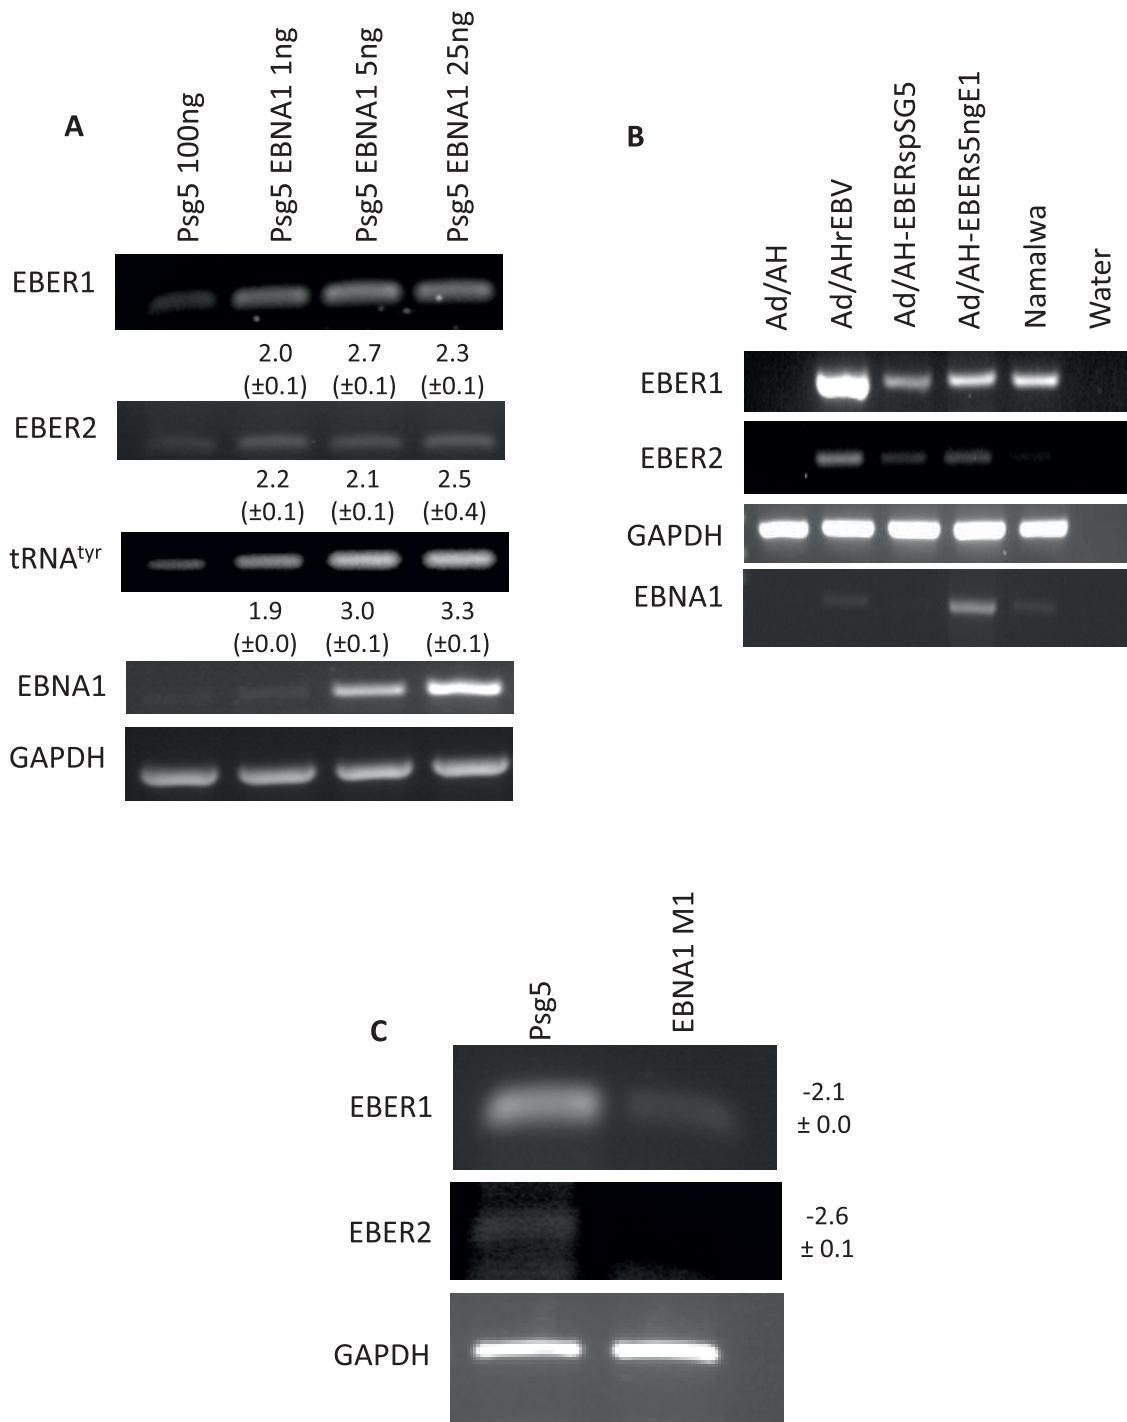 A
Psg5 100ng
Psg5 EBNA1 1ng
Psg5 EBNA1 5ng
Psg5 EBNA1 25ng
EBER1
2.0 2.7 2.3
(±0.1) (±0.1) (±0.1)
EBER2
2.2 2.1 2.5
(±0.1) (±0.1) (±0.4)
tRNAtyr
1.9 3.0 3.3
(±0.0) (±0.1) (±0.1)
EBNA1
GAPDH
B
Ad/AH
Ad/AHrEBV
Ad/AH-EBERspSG5
Ad/AH-EBERs5ngE1
Namalwa
Water
EBER1
EBER2
GAPDH
EBNA1
C
Psg5
EBNA1 M1
EBER1
-2.1
± 0.0
EBER2
-2.6
± 0.1
GAPDH